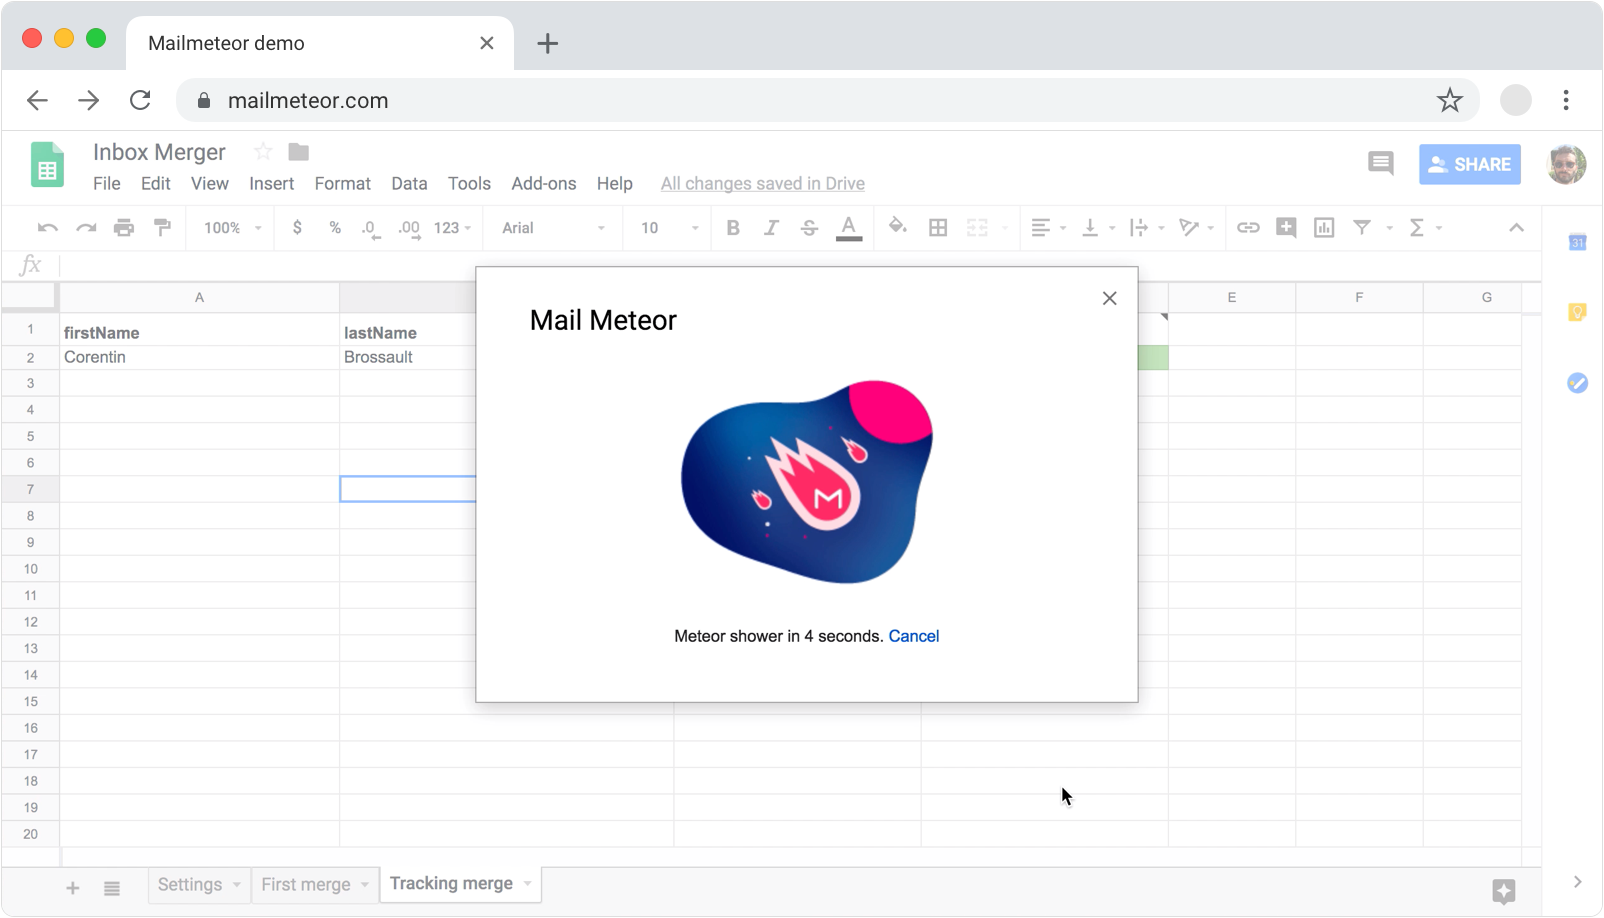 Mailmeteor demo
mailmeteor.com
Inbox Merger
File Edit View Insert Format Data Tools Add-ons Help All changes saved in Drive
SHARE
100% $ % .0 .00 123 Arial 10 B I S A Σ
31
fx
A E F G
1 firstName lastName
2 Corentin Brossault
3
4
5
6
7
8
9
10
11
12
13
14
15
16
17
18
19
20
Mail Meteor
M
Meteor shower in 4 seconds. Cancel
Settings First merge Tracking merge